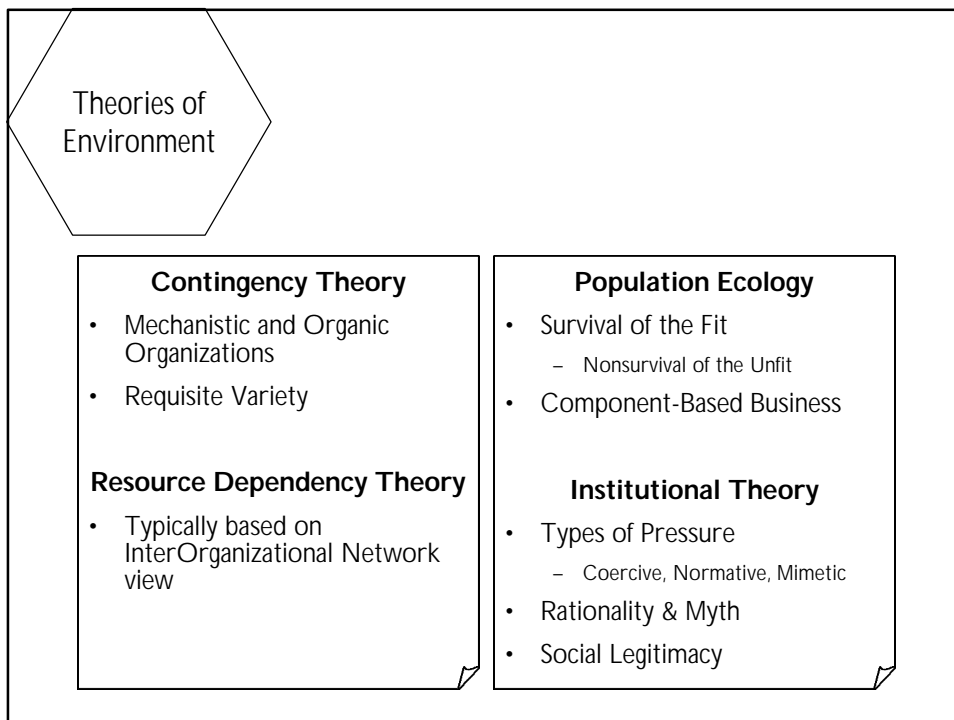 Theories of
Environment
Contingency Theory
• Mechanistic and Organic
Organizations
• Requisite Variety
Resource Dependency Theory
• Typically based on
InterOrganizational Network
view
Population Ecology
• Survival of the Fit
– Nonsurvival of the Unfit
• Component-Based Business
Institutional Theory
• Types of Pressure
– Coercive, Normative, Mimetic
• Rationality & Myth
• Social Legitimacy